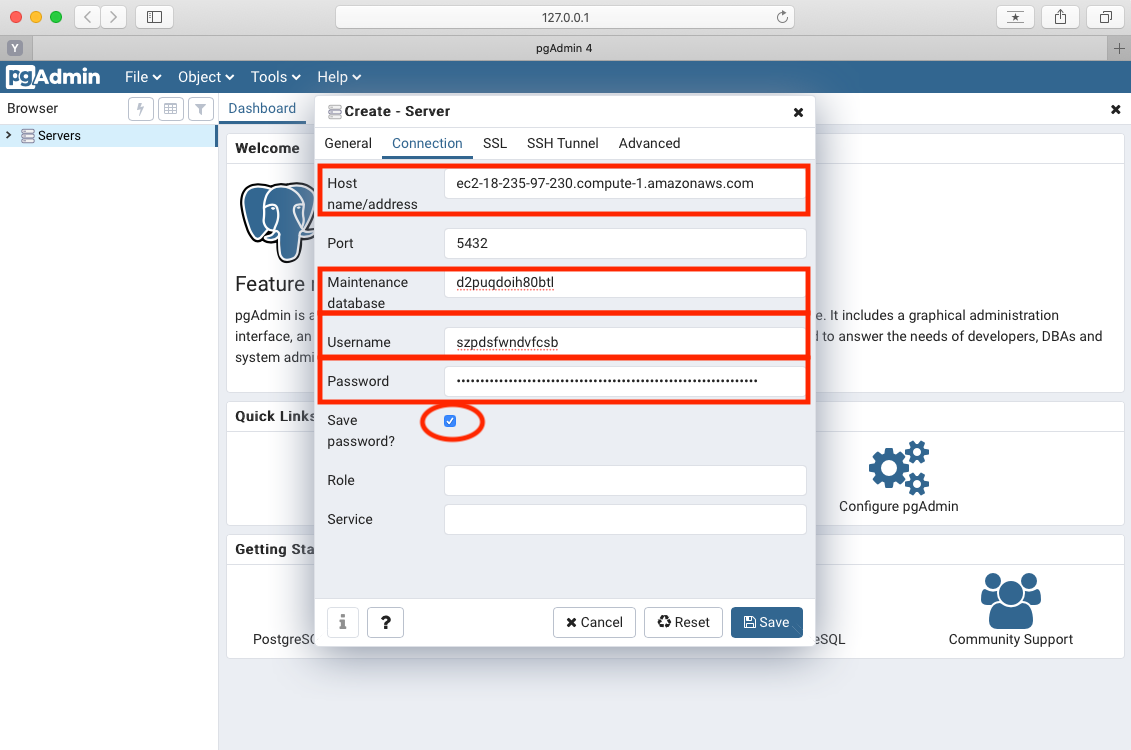 127.0.0.1
Y
pgAdmin 4
pgAdmin File Object Tools Help
Browser
Dashboard
Servers
Welcome
Feature
pgAdmin is a
interface, an
system admi
e. It includes a graphical administration
to answer the needs of developers, DBAs and
Quick Links
Configure pgAdmin
Getting Sta
PostgreSQ
eSQL
Community Support
Create - Server
General Connection SSL SSH Tunnel Advanced
Host
name/address
ec2-18-235-97-230.compute-1.amazonaws.com
Port 5432
Maintenance
database
d2puqdoih80btl
Username szpdsfwndvfcsb
Password
Save
password?
Role
Service
i ? Cancel Reset Save